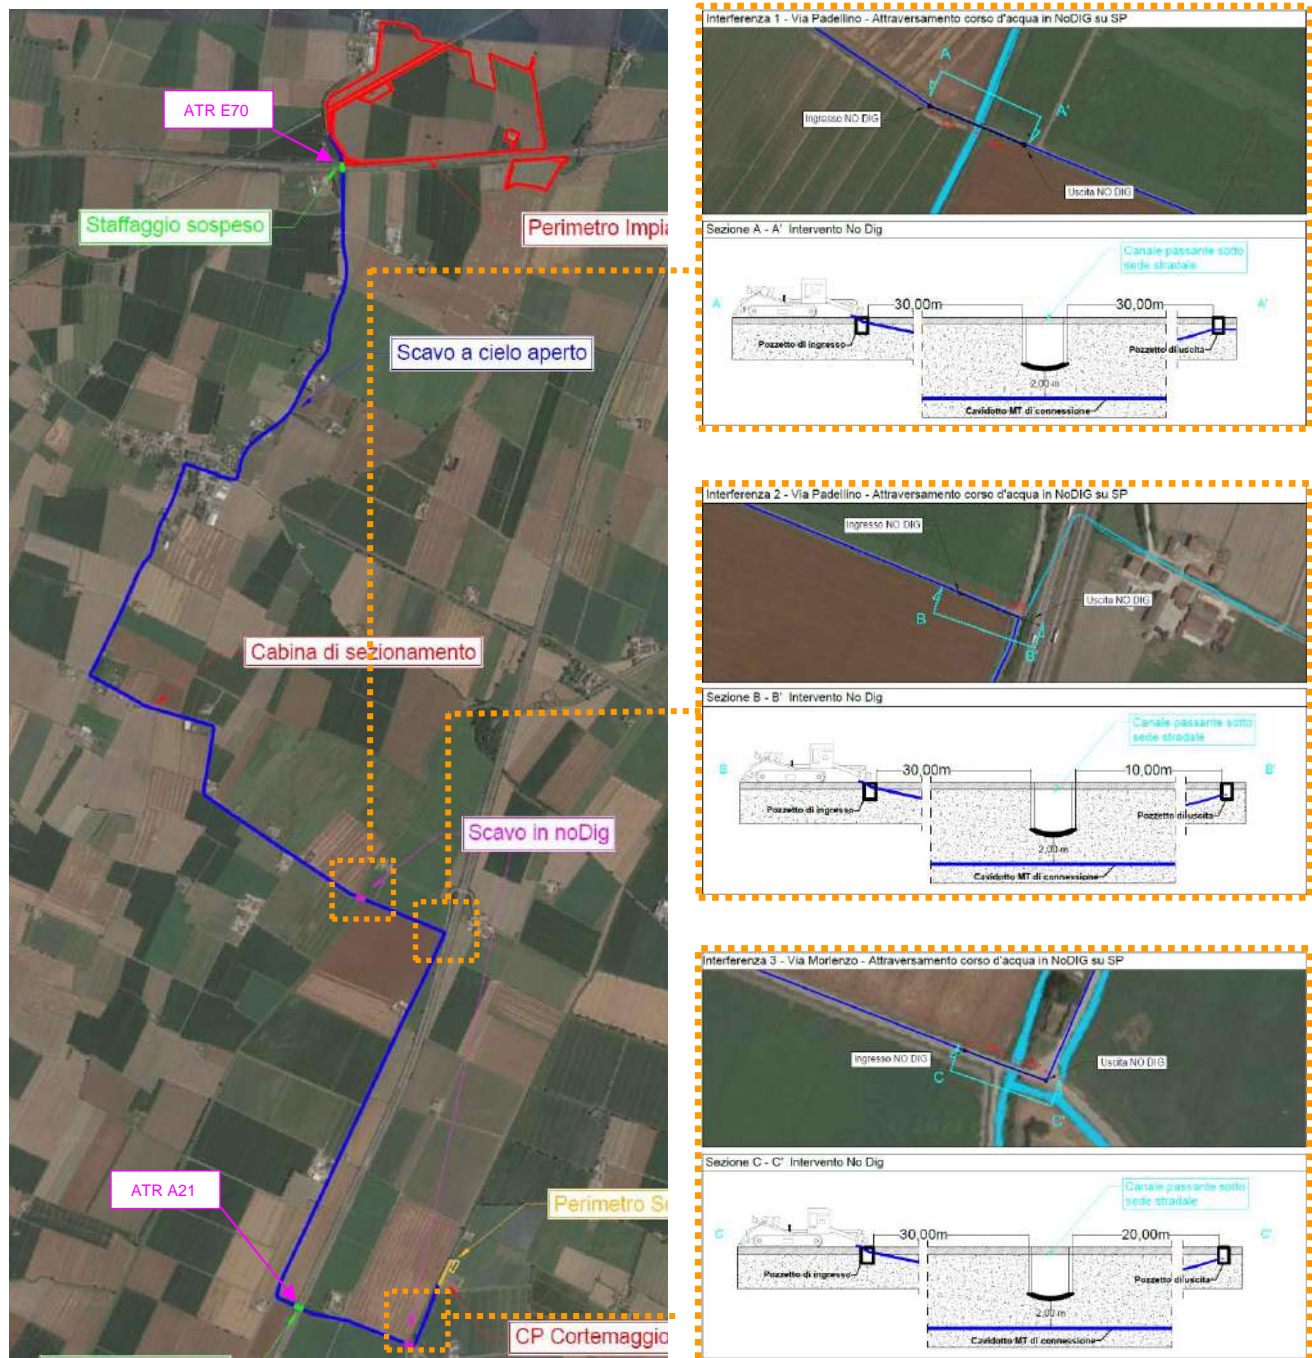 ATR E70
Staffaggio sospeso
Perimetro Impia
Scavo a cielo aperto
Cabina di sezionamento
Scavo in noDig
ATR A21
Perimetro Se
CP Cortemaggio
Interferenza 1 - Via Padellino - Attraversamento corso d'acqua in NoDIG su SP
A
A'
Ingresso NO DIG
Uscita NO DIG
Sezione A - A' Intervento No Dig
Canale passante sotto
sede stradale
A
30,00m
30,00m
A'
Pozzetto di ingresso
Pozzetto di uscita
2,00 m
Cavidotto MT di connessione
Interferenza 2 - Via Padellino - Attraversamento corso d'acqua in NoDIG su SP
Ingresso NO DIG
Uscita NO DIG
B
B'
Sezione B - B' Intervento No Dig
Canale passante sotto
sede stradale
B
30,00m
10,00m
B'
Pozzetto di ingresso
Pozzetto di uscita
2,00 m
Cavidotto MT di connessione
Interferenza 3 - Via Morlenzo - Attraversamento corso d'acqua in NoDIG su SP
Ingresso NO DIG
Uscita NO DIG
C
C'
Sezione C - C' Intervento No Dig
Canale passante sotto
sede stradale
C
30,00m
20,00m
C'
Pozzetto di ingresso
Pozzetto di uscita
2,00 m
Cavidotto MT di connessione